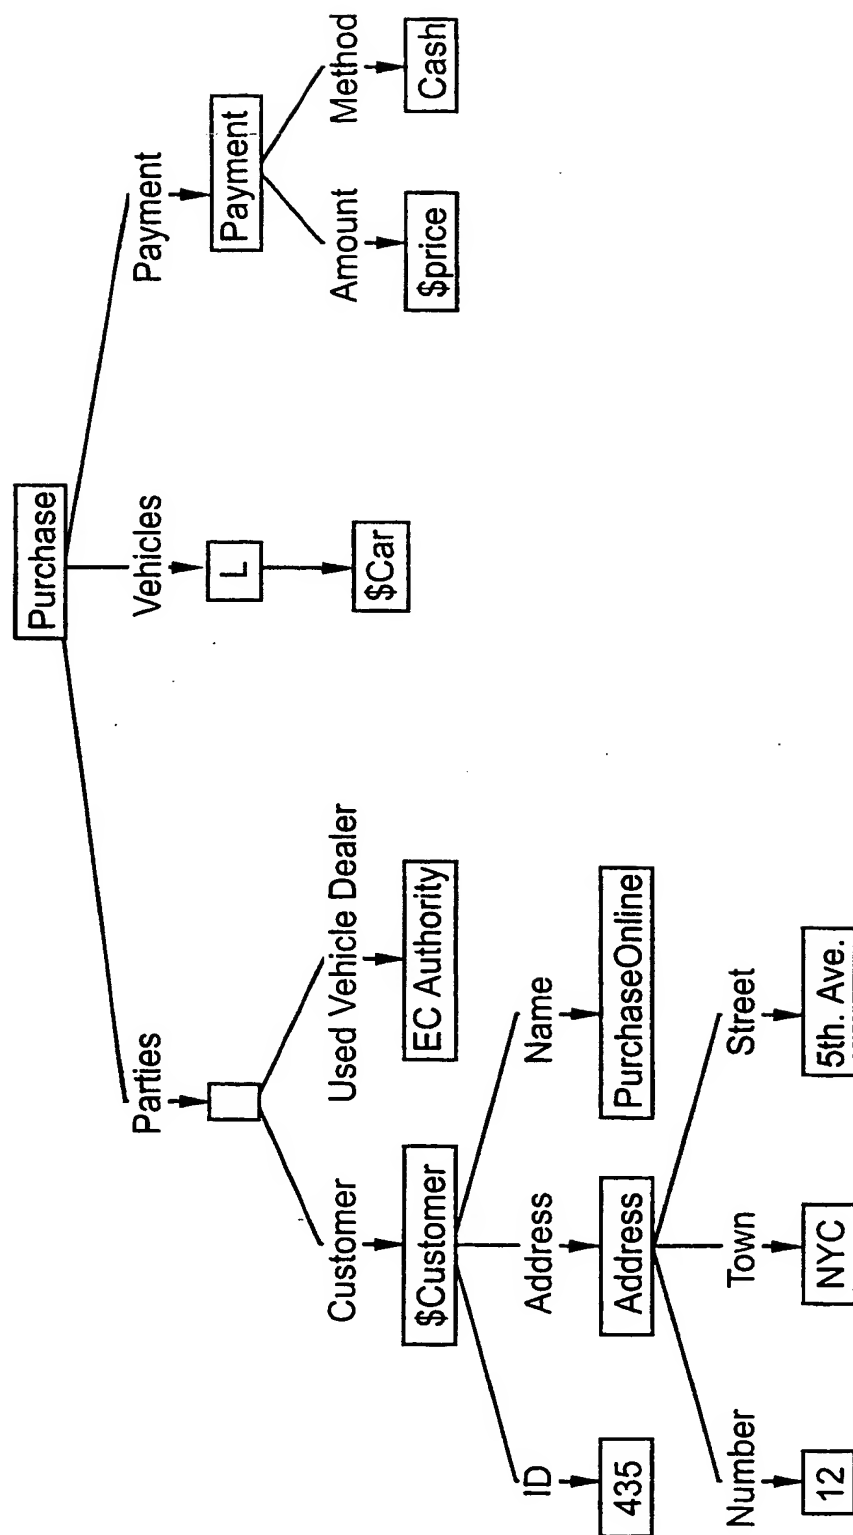 Purchase
Parties
Vehicles
Payment
L
Payment
Customer
Used Vehicle Dealer
$Car
Amount
Method
$Customer
EC Authority
$price
Cash
ID
Address
Name
435
Address
PurchaseOnline
Number
Town
Street
12
NYC
5th. Ave.